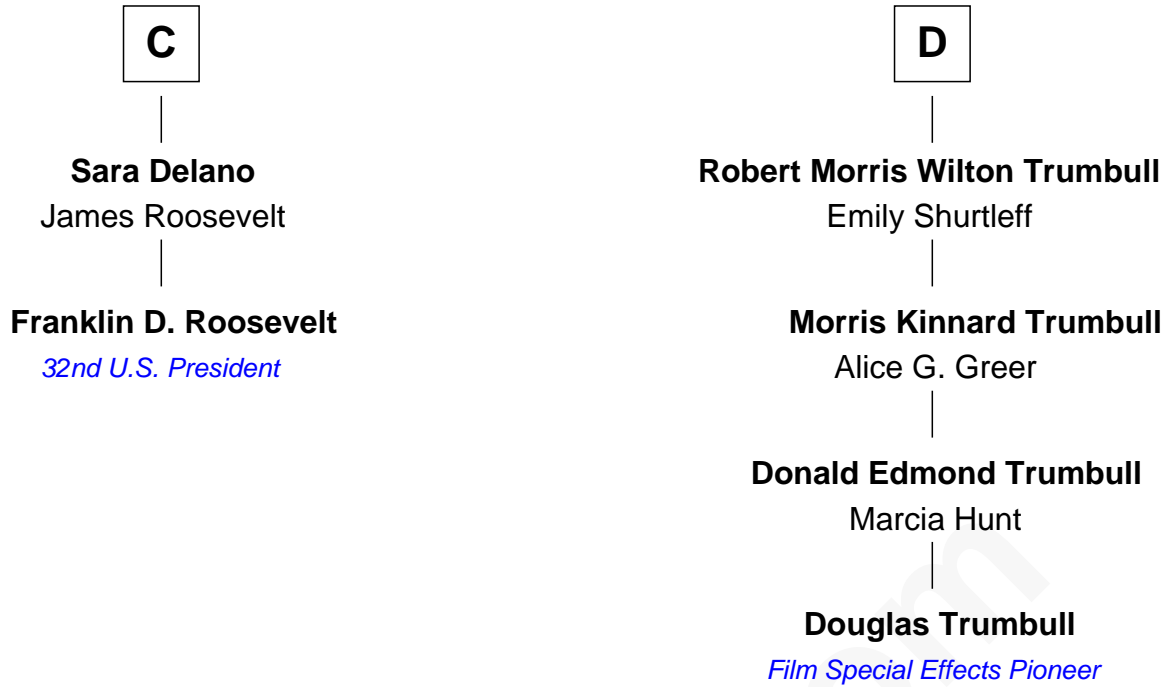 C
Sara Delano
James Roosevelt
Franklin D. Roosevelt
32nd U.S. President
D
Robert Morris Wilton Trumbull
Emily Shurtleff
Morris Kinnard Trumbull
Alice G. Greer
Donald Edmond Trumbull
Marcia Hunt
Douglas Trumbull
Film Special Effects Pioneer